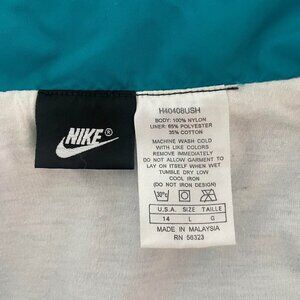 NIKE®
H40408USH
BODY: 100% NYLON
LINER: 65% POLYESTER
35% COTTON
MACHINE WASH COLD
WITH LIKE COLORS
REMOVE IMMEDIATELY
DO NOT ALLOW GARMENT TO
LAY ON ITSELF WHEN WET
TUMBLE DRY LOW
COOL IRON
(DO NOT IRON DESIGN)
30°C
U.S.A. SIZE TAILLE
14 L G
MADE IN MALAYSIA
RN 56323